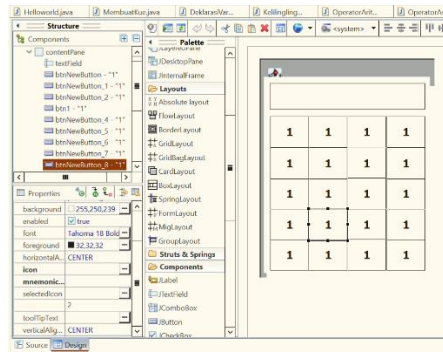 Helloworld.java
MembuatKur...
DeklarasiVar...
Kelilingling...
OperatorArit...
OperatorAr
Structure
Components
contentPane
textField
btnNewButton - "1"
btnNewButton_1 - "1"
btnNewButton_2 - "1"
btn1 - "1"
btnNewButton_4 - "1"
btnNewButton_5 - "1"
btnNewButton_6 - "1"
btnNewButton_7 - "1"
btnNewButton_8 - "1"
Properties
background 255,250,239
enabled true
font Tahoma 18 Bold
foreground 32,32,32
horizontalA... CENTER
icon
mnemonic...
selectedIcon
2
toolTipText
verticalAlig... CENTER
Source Design
Palette
JLayeredPane
JDesktopPane
JInternalFrame
Layouts
Absolute layout
FlowLayout
BorderLayout
GridLayout
GridBagLayout
CardLayout
BoxLayout
SpringLayout
FormLayout
MigLayout
GroupLayout
Struts & Springs
Components
JLabel
JTextField
JComboBox
JButton
JCheckBox
<system>
1 1 1 1
1 1 1 1
1 1 1 1
1 1 1 1
1 1 1 1